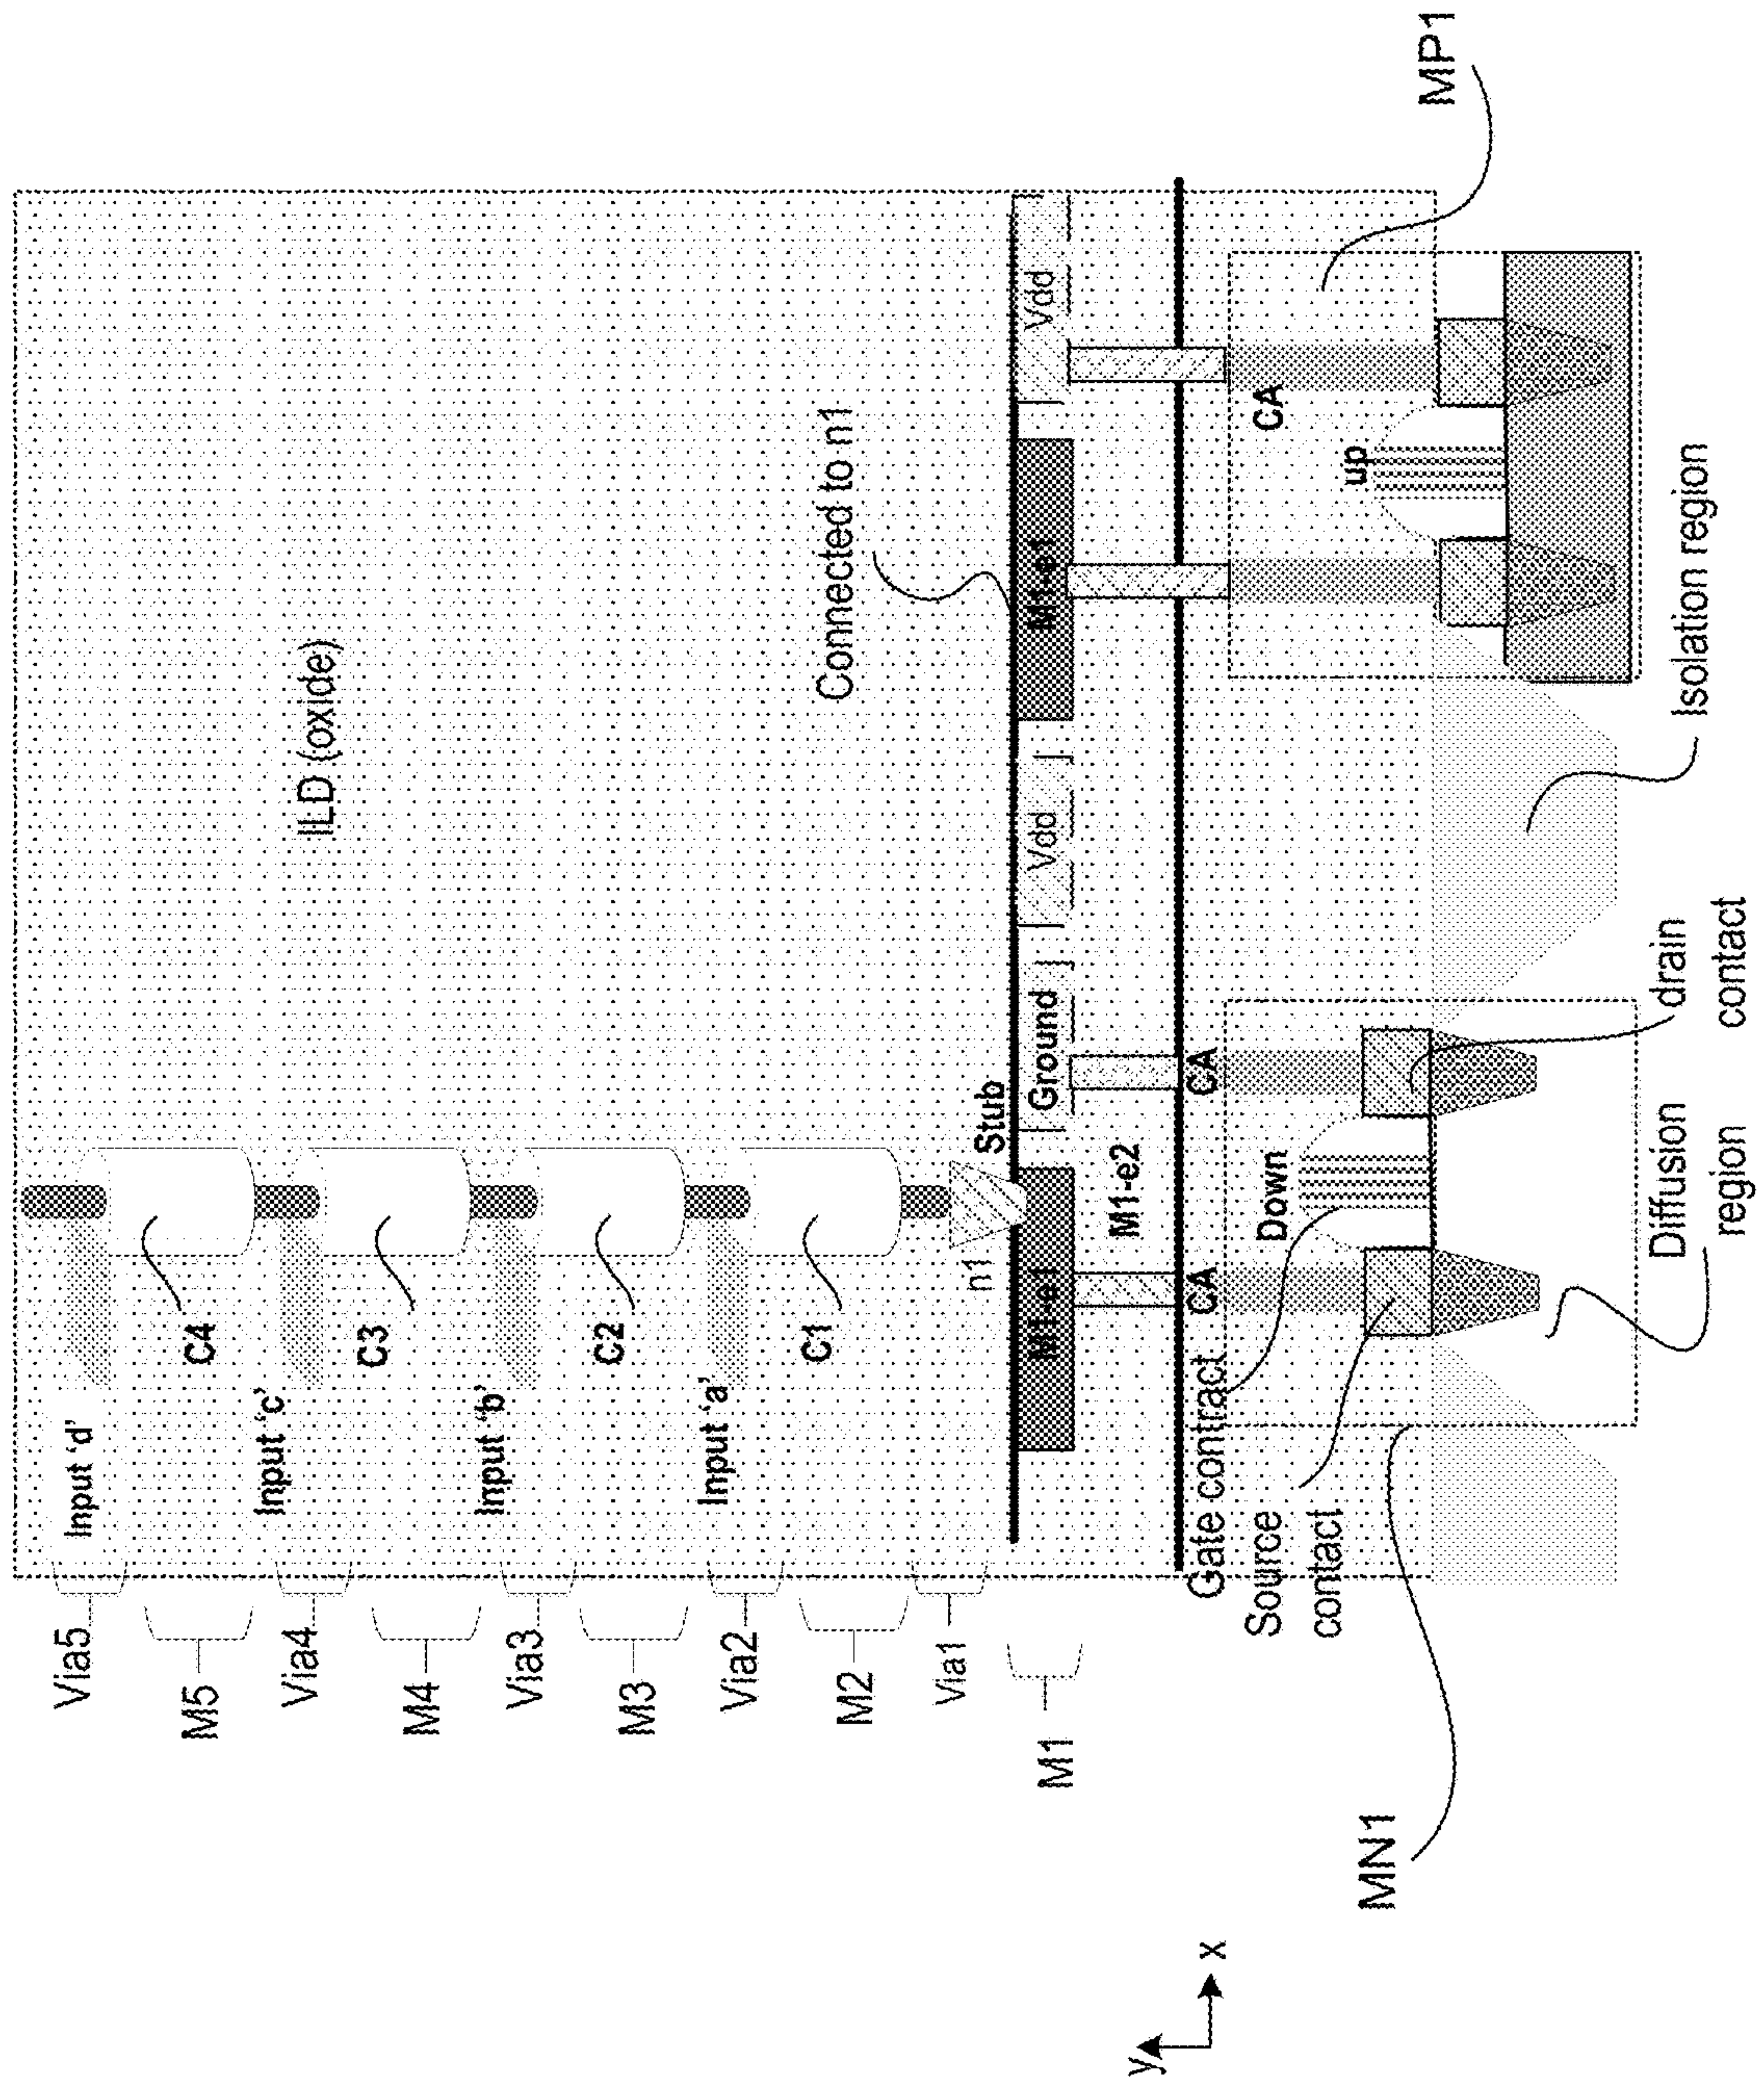 Via5
M5
Via4
M4
Via3
M3
Via2
M2
Via1
M1
Input 'd'
C4
Input 'c'
C3
Input 'b'
C2
Input 'a'
C1
ILD (oxide)
n1
Stub
Connected to n1
M1-e1
Ground
Vdd
M1-e1
Vdd
M1-e2
CA
CA
CA
Gate contract
Down
up
Source
contact
MN1
MP1
Diffusion
region
drain
contact
Isolation region
y
x